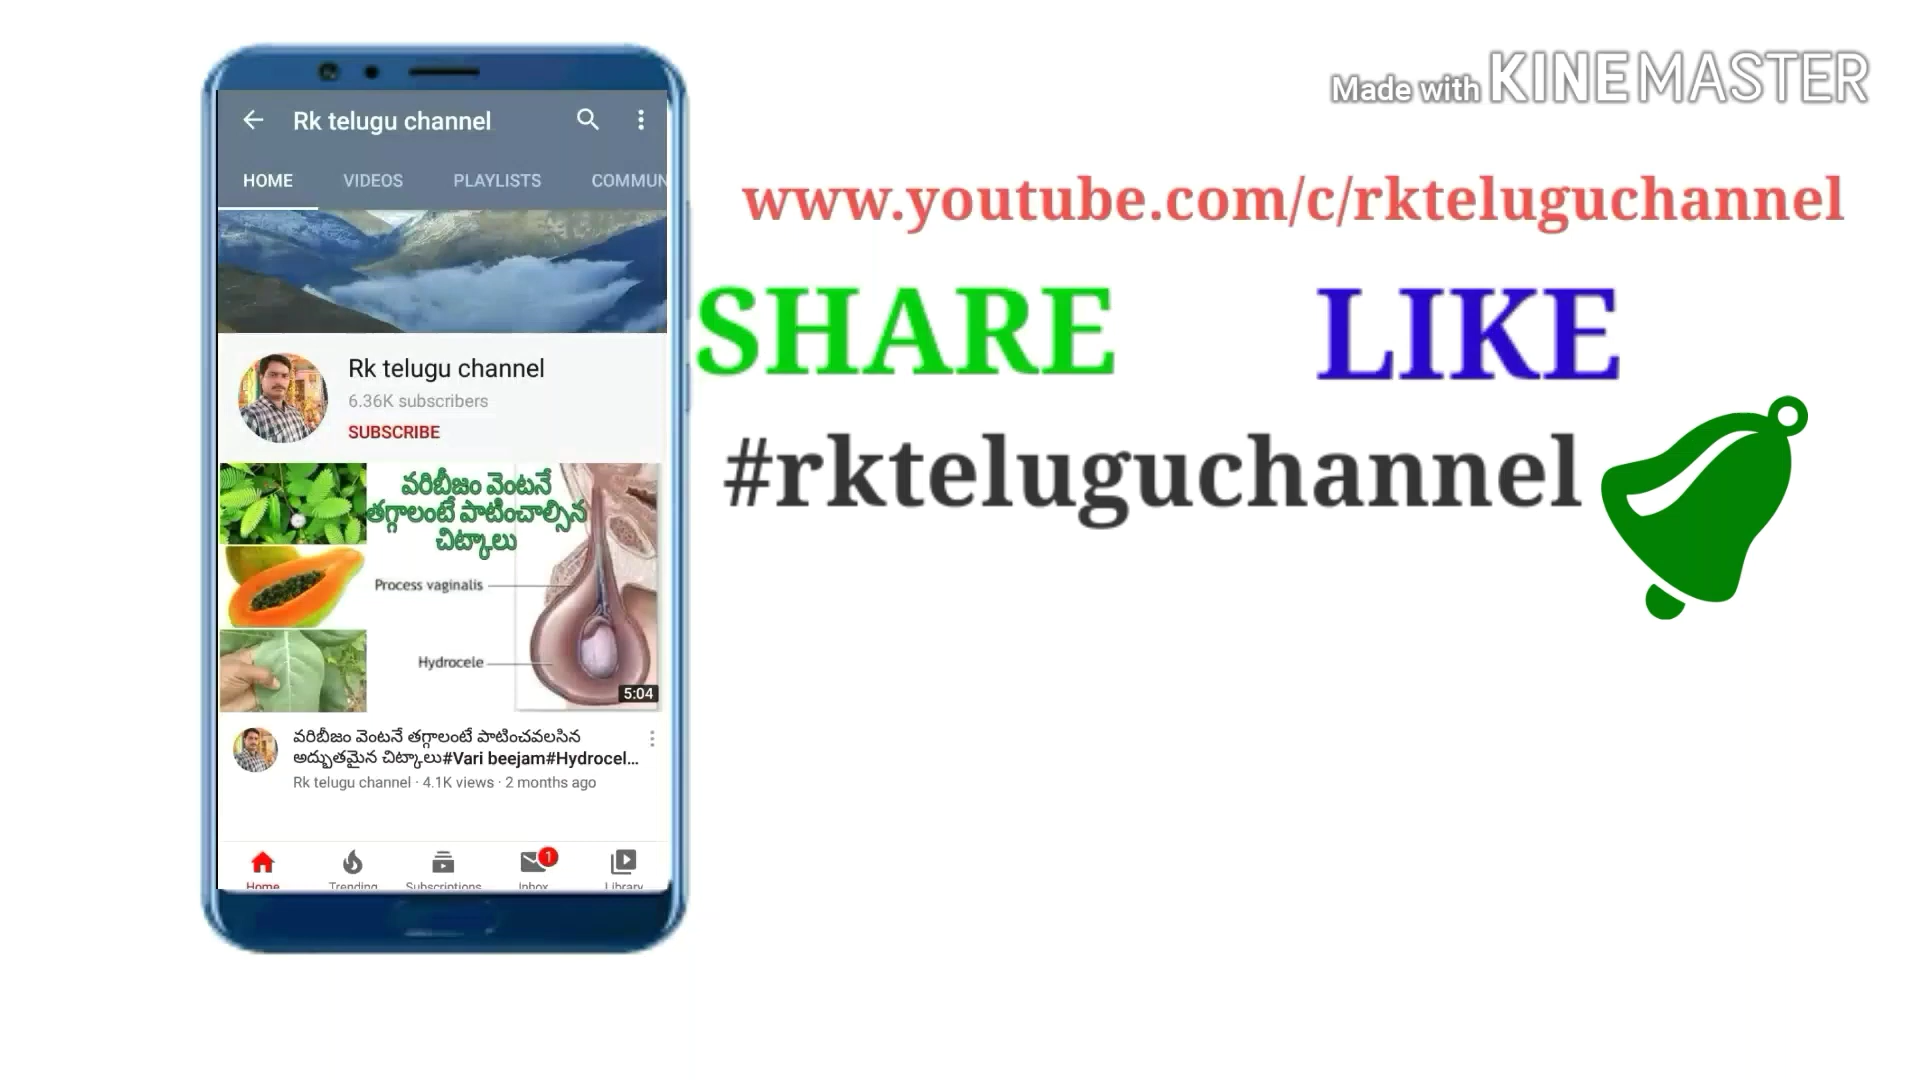 Made with KINEMASTER
Rk telugu channel
HOME VIDEOS PLAYLISTS COMMUN
www.youtube.com/c/rkteluguchannel
SHARE LIKE
Rk telugu channel
6.36K subscribers
SUBSCRIBE
#rkteluguchannel
వరిబీజం వెంటనే
తగ్గాలంటే పాటించాల్సిన
చిట్కాలు
Process vaginalis
Hydrocele
5:04
వరిబీజం వెంటనే తగ్గాలంటే పాటించవలసిన
అద్భుతమైన చిట్కాలు#Vari beejam#Hydrocel...
Rk telugu channel · 4.1K views · 2 months ago
1
Home Trending Subscriptions Inbox Library